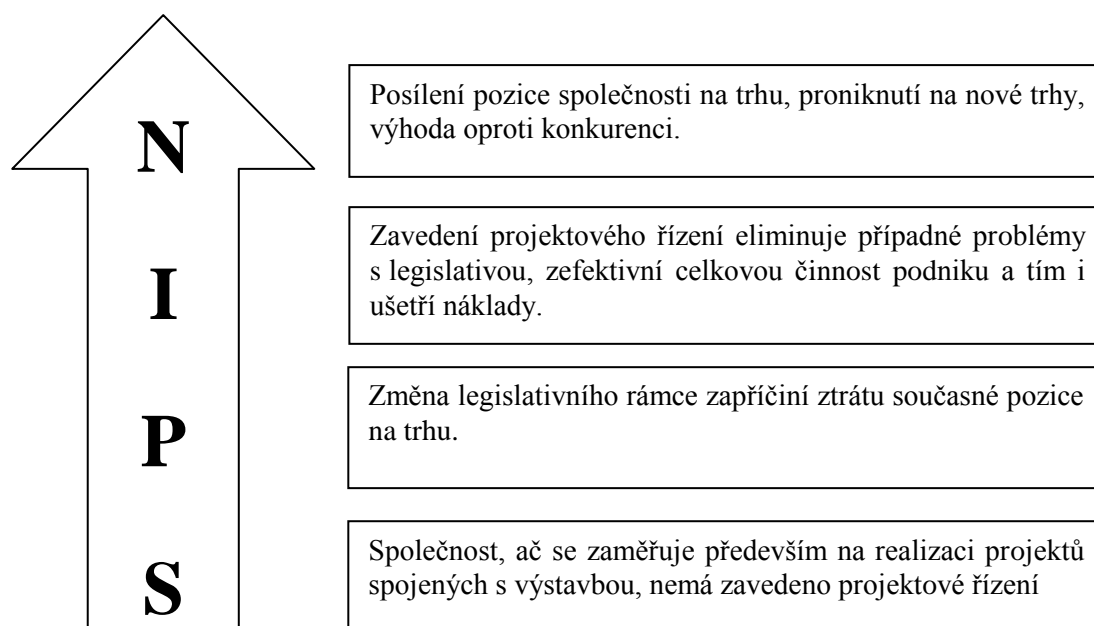 N
Posílení pozice společnosti na trhu, proniknutí na nové trhy,
výhoda oproti konkurenci.
I
Zavedení projektového řízení eliminuje případné problémy
s legislativou, zefektivní celkovou činnost podniku a tím i
ušetří náklady.
P
Změna legislativního rámce zapříčiní ztrátu současné pozice
na trhu.
S
Společnost, ač se zaměřuje především na realizaci projektů
spojených s výstavbou, nemá zavedeno projektové řízení